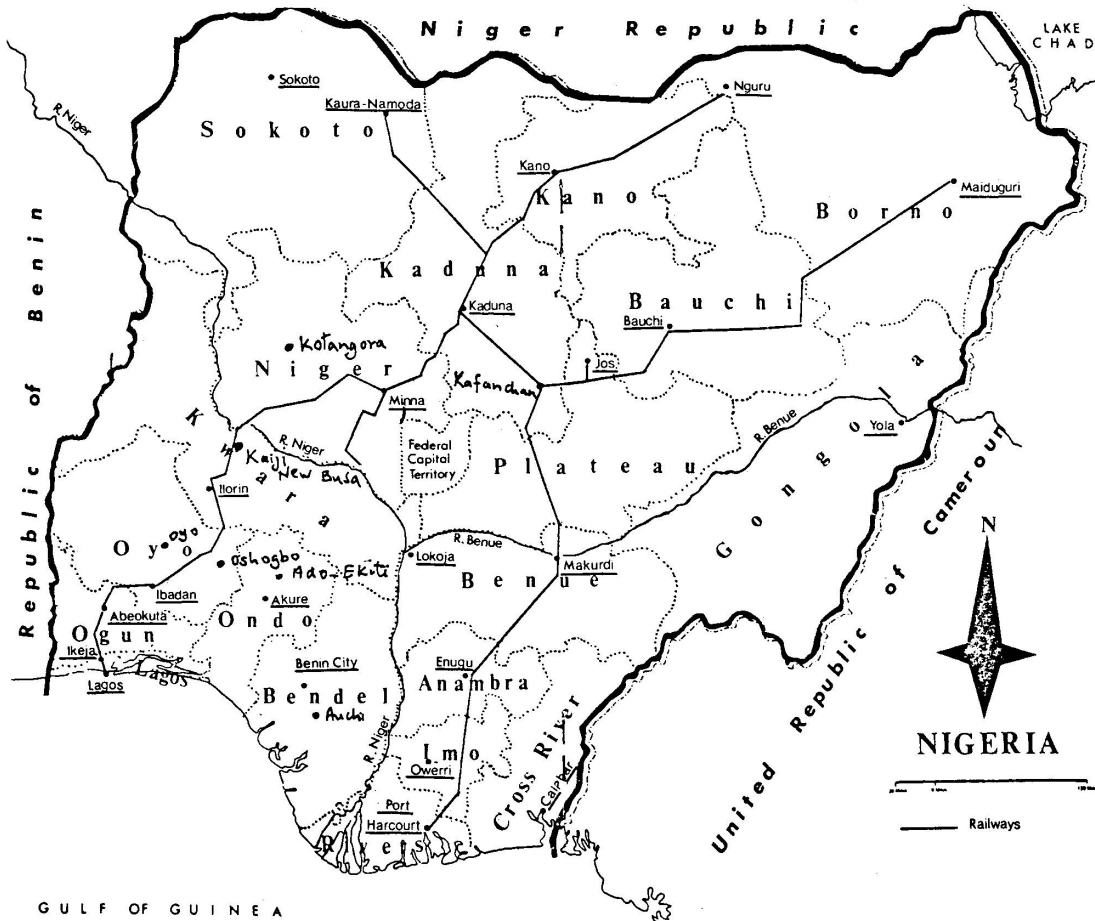 Niger Republic
LAKE
CHAD
Sokoto
Kaura-Namoda
Nguru
R. Niger
Sokoto
Kano
Kano
Maiduguri
Borno
Republic of Benin
Kaduna
Kaduna
Bauchi
Bauchi
Kotangora
Niger
Jos
Kafanchan
Minna
Gongola
Yola
R. Benue
Kwara
R. Niger
Federal
Capital
Territory
Plateau
Kaiji
New Busa
Ilorin
Oyo
Oyo
Oshogbo
Ado-Ekiti
Lokoja
R. Benue
Makurdi
Benue
United Republic of Cameroun
N
Ibadan
Akure
Abeokuta
Ondo
Ogun
Ikeja
Lagos
Lagos
Benin City
Enugu
Anambra
Bendel
Auchi
R. Niger
Imo
Owerri
Cross River
Calabar
NIGERIA
Port
Harcourt
Rivers
Railways
GULF OF GUINEA